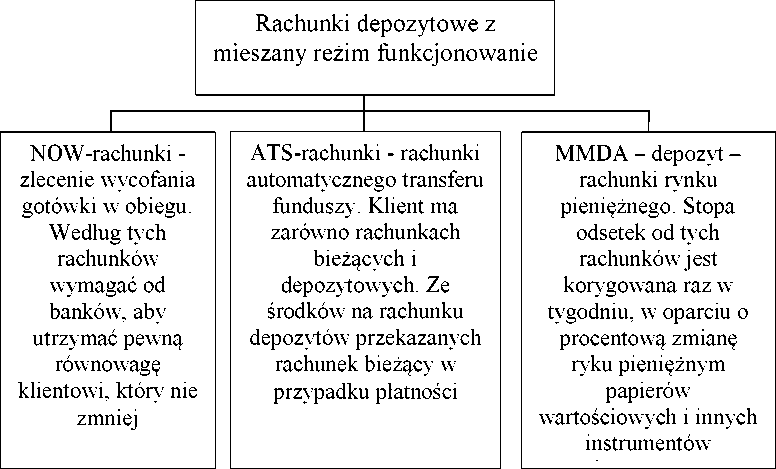 Rachunki depozytowe z
mieszany reżim funkcjonowanie
NOW-rachunki -
zlecenie wycofania
gotówki w obiegu.
Według tych
rachunków
wymagać od
banków, aby
utrzymać pewną
równowagę
klientowi, który nie
zmniej
ATS-rachunki - rachunki
automatycznego transferu
funduszy. Klient ma
zarówno rachunkach
bieżących i
depozytowych. Ze
środków na rachunku
depozytów przekazanych
rachunek bieżący w
przypadku płatności
MMDA – depozyt –
rachunki rynku
pieniężnego. Stopa
odsetek od tych
rachunków jest
korygowana raz w
tygodniu, w oparciu o
procentową zmianę
ryku pieniężnym
papierów
wartościowych i innych
instrumentów